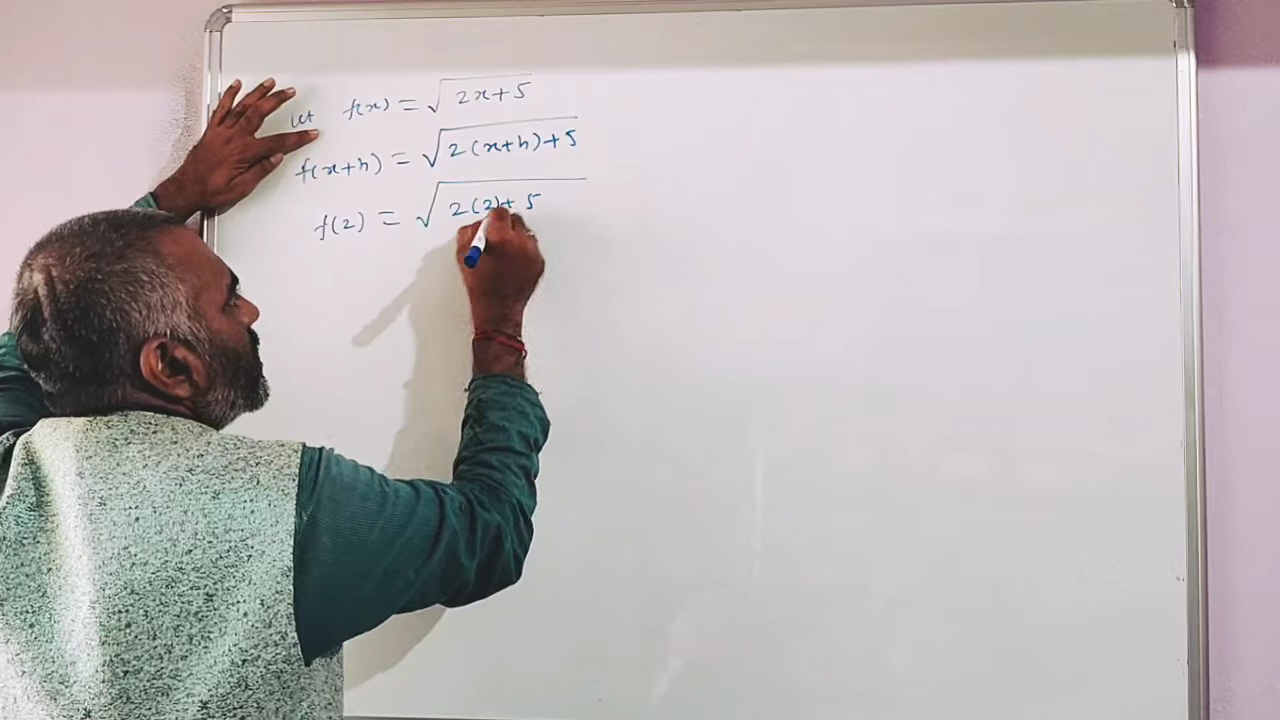 Let f(x) = √2x+5
f(x+h) = √2(x+h)+5
f(2) = √2(2)+5